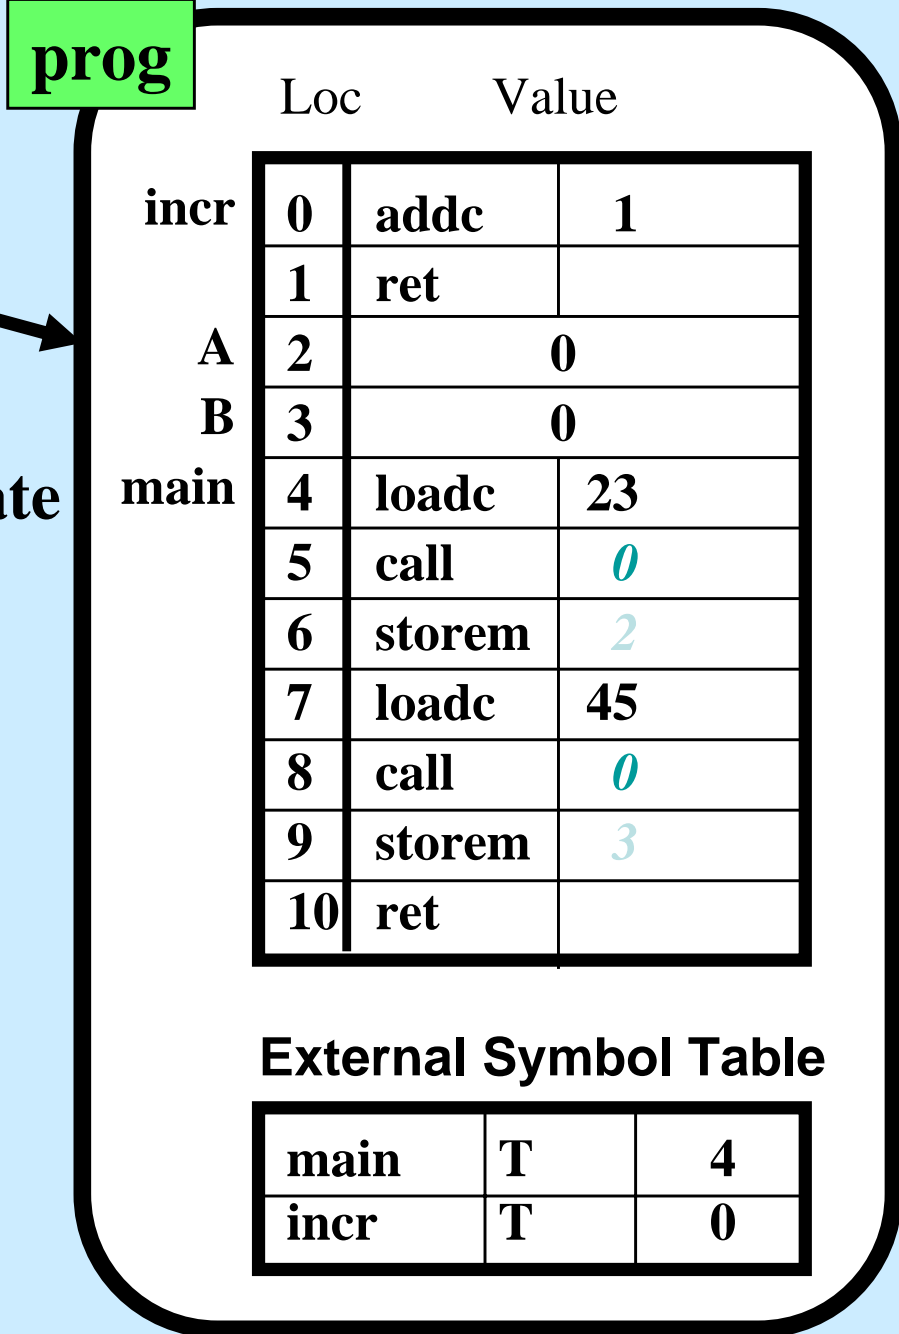 prog
Loc Value
incr 0 addc 1
1 ret
A 2 0
B 3 0
main 4 loadc 23
5 call 0
6 storem 2
7 loadc 45
8 call 0
9 storem 3
10 ret
External Symbol Table
main T 4
incr T 0